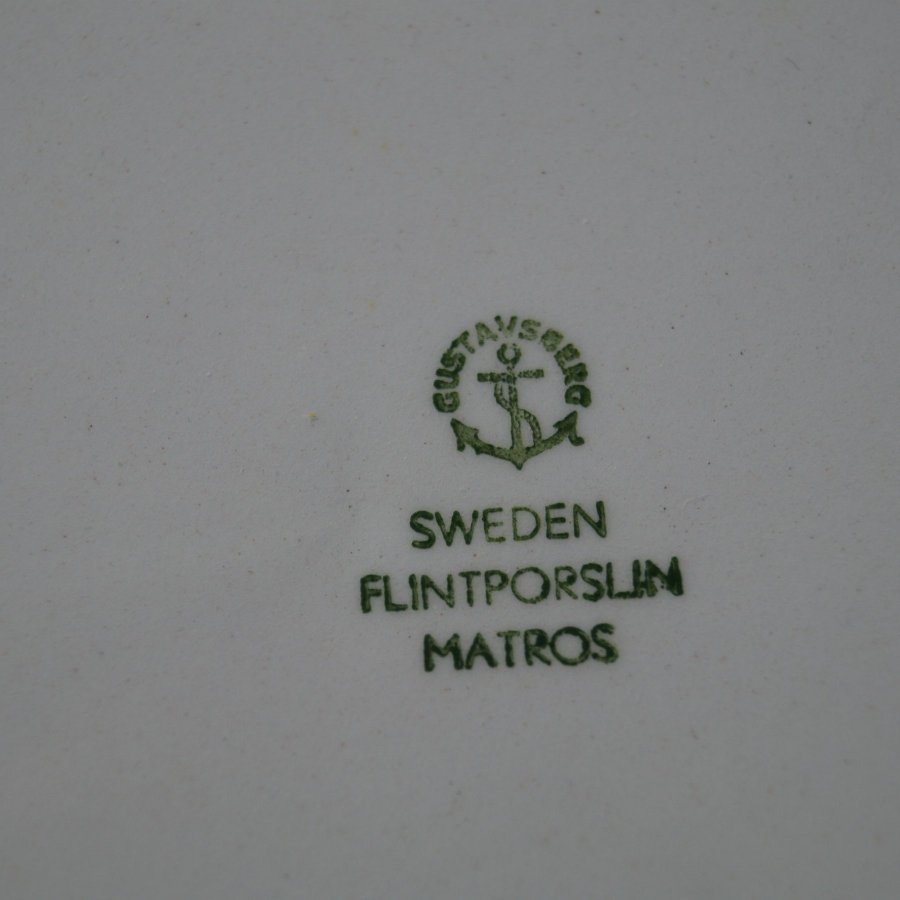 GUSTAVSBERG
SWEDEN
FLINTPORSLIN
MATROS